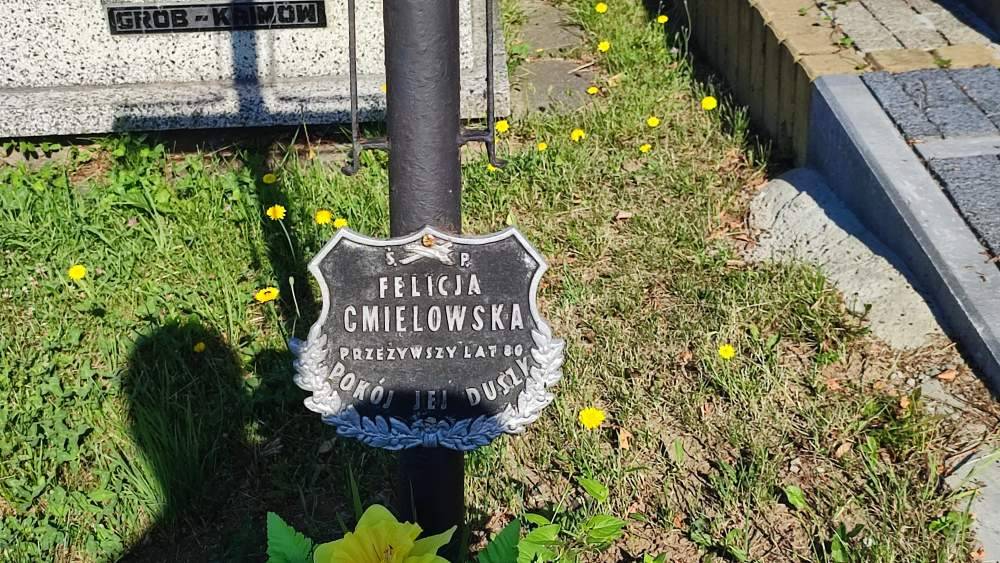 GRÓB-KRIMÓW
Ś. P.
FELICJA
CMIELOWSKA
PRZEŻYWSZY LAT 80
POKÓJ JEJ DUSZY